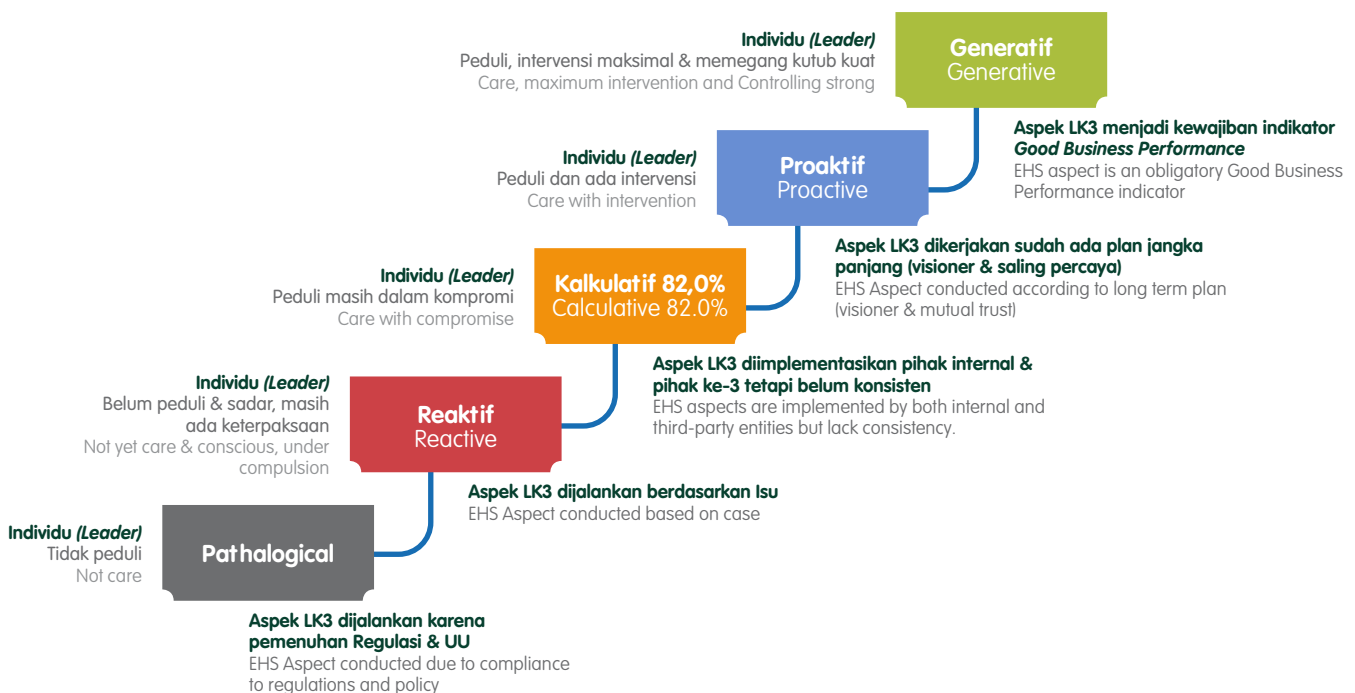 Individu (Leader)
Peduli, intervensi maksimal & memegang kutub kuat
Care, maximum intervention and Controlling strong
Generatif
Generative
Aspek LK3 menjadi kewajiban indikator
Good Business Performance
EHS aspect is an obligatory Good Business
Performance indicator
Individu (Leader)
Peduli dan ada intervensi
Care with intervention
Proaktif
Proactive
Aspek LK3 dikerjakan sudah ada plan jangka
panjang (visioner & saling percaya)
EHS Aspect conducted according to long term plan
(visioner & mutual trust)
Individu (Leader)
Peduli masih dalam kompromi
Care with compromise
Kalkulatif 82,0%
Calculative 82.0%
Aspek LK3 diimplementasikan pihak internal &
pihak ke-3 tetapi belum konsisten
EHS aspects are implemented by both internal and
third-party entities but lack consistency.
Individu (Leader)
Belum peduli & sadar, masih
ada keterpaksaan
Not yet care & conscious, under
compulsion
Reaktif
Reactive
Aspek LK3 dijalankan berdasarkan Isu
EHS Aspect conducted based on case
Individu (Leader)
Tidak peduli
Not care
Pathalogical
Aspek LK3 dijalankan karena
pemenuhan Regulasi & UU
EHS Aspect conducted due to compliance
to regulations and policy